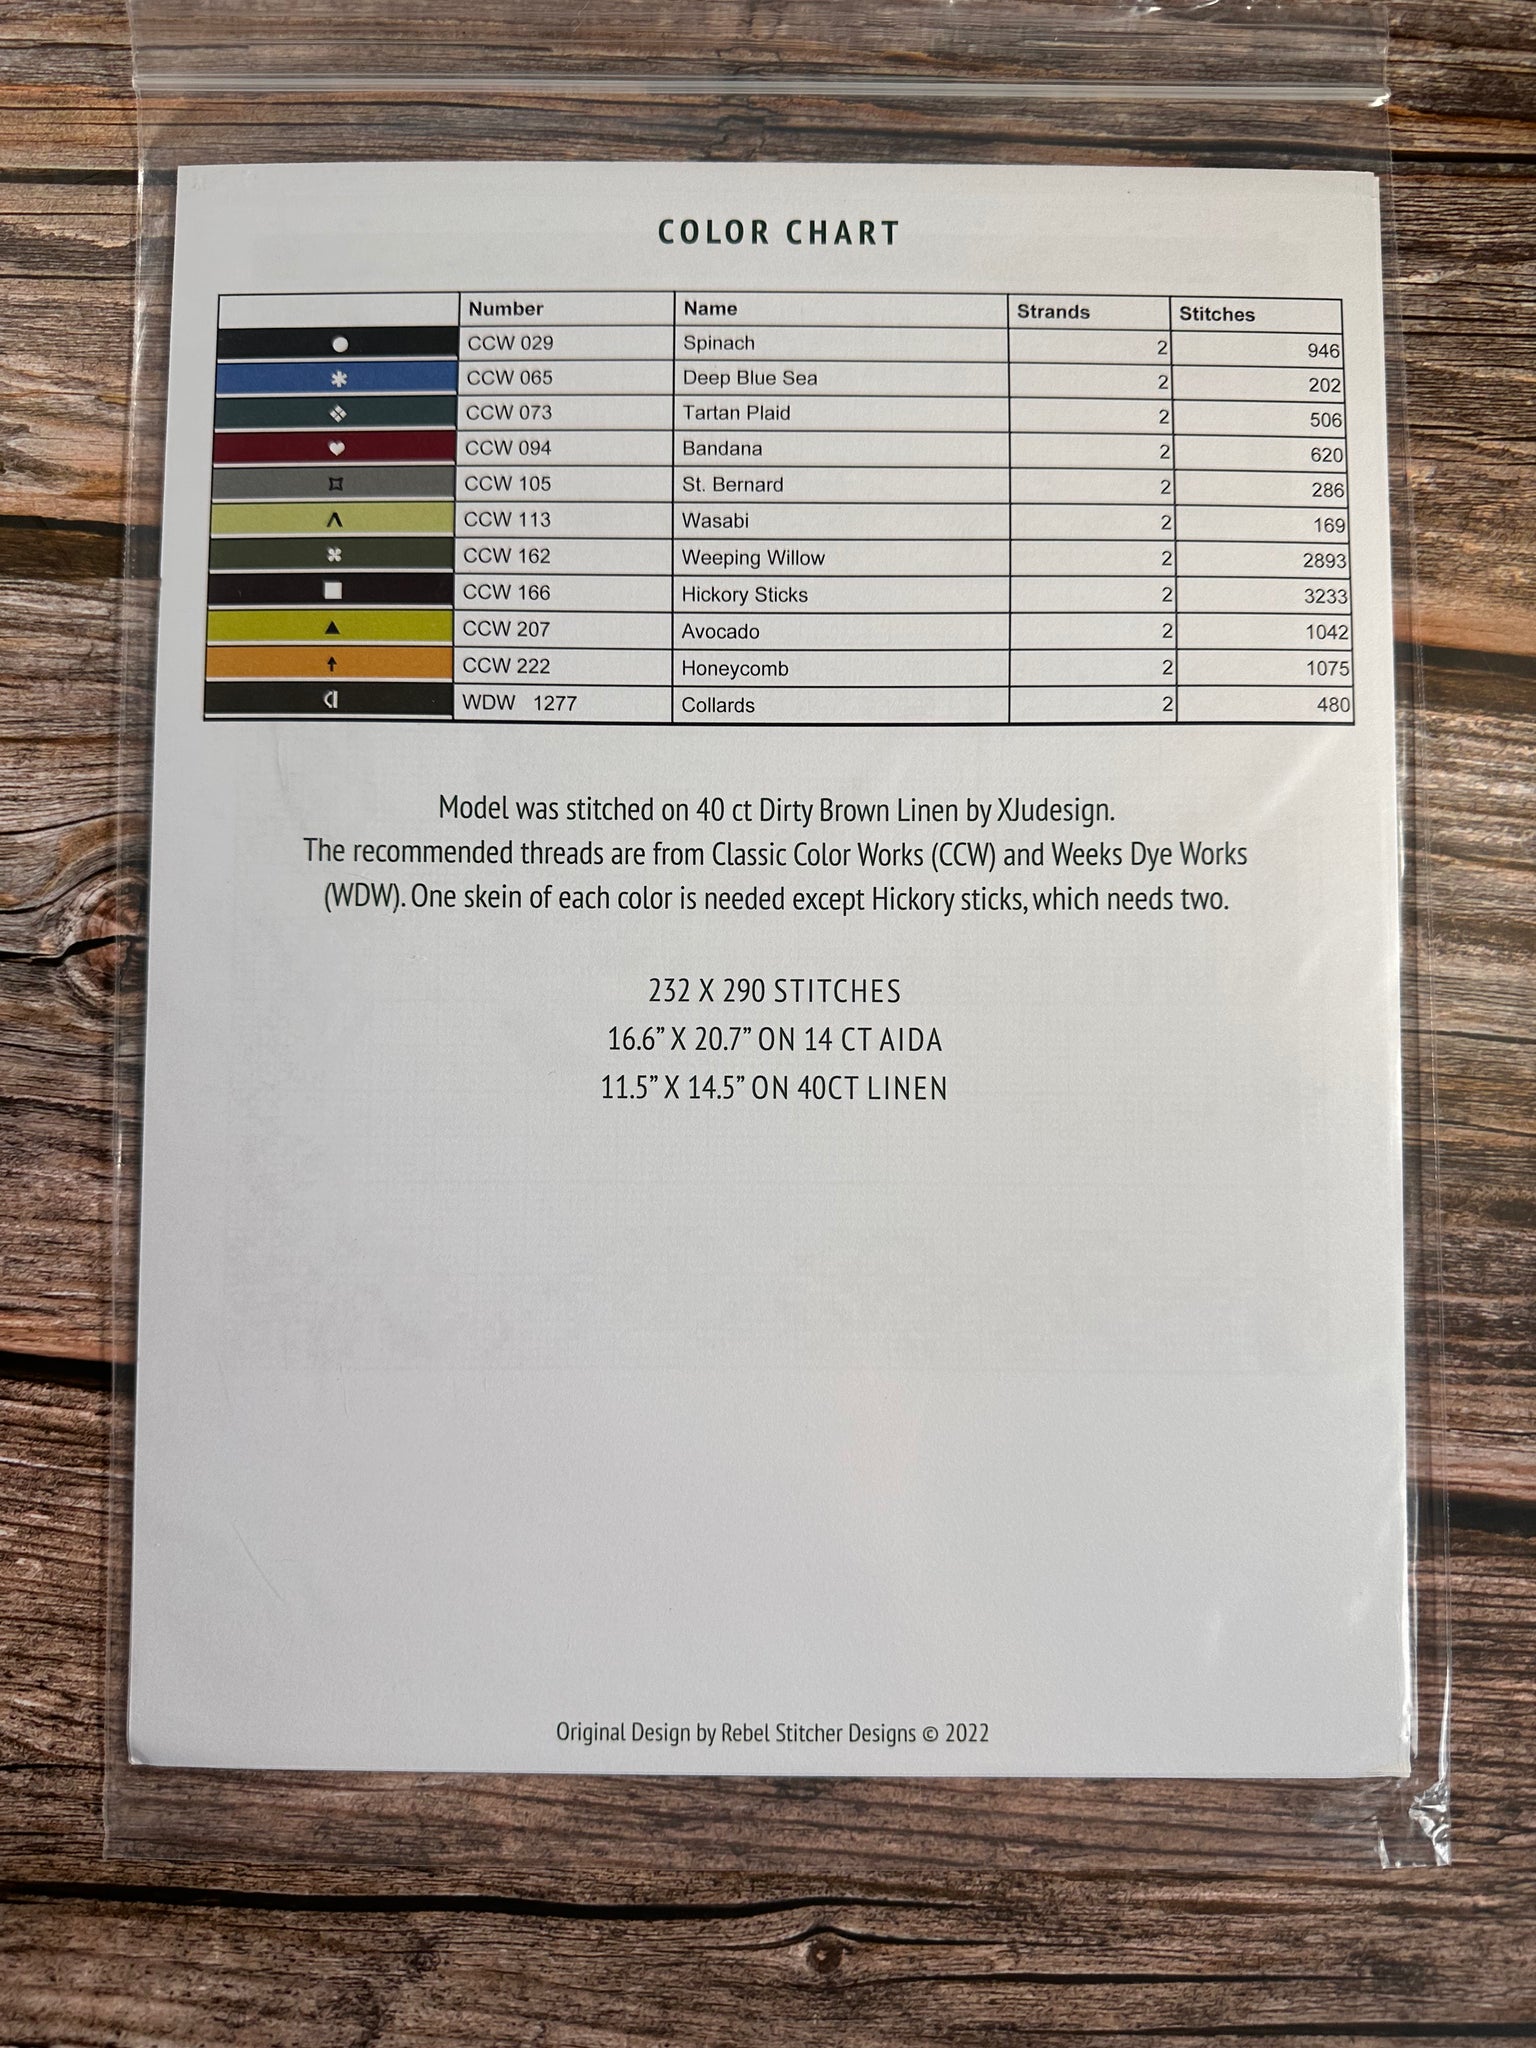 COLOR CHART
Number Name Strands Stitches
CCW 029 Spinach 2 946
CCW 065 Deep Blue Sea 2 202
CCW 073 Tartan Plaid 2 506
CCW 094 Bandana 2 620
CCW 105 St. Bernard 2 286
CCW 113 Wasabi 2 169
CCW 162 Weeping Willow 2 2893
CCW 166 Hickory Sticks 2 3233
CCW 207 Avocado 2 1042
CCW 222 Honeycomb 2 1075
WDW 1277 Collards 2 480
Model was stitched on 40 ct Dirty Brown Linen by XJudesign.
The recommended threads are from Classic Color Works (CCW) and Weeks Dye Works
(WDW). One skein of each color is needed except Hickory sticks, which needs two.
232 X 290 STITCHES
16.6” X 20.7” ON 14 CT AIDA
11.5” X 14.5” ON 40CT LINEN
Original Design by Rebel Stitcher Designs © 2022